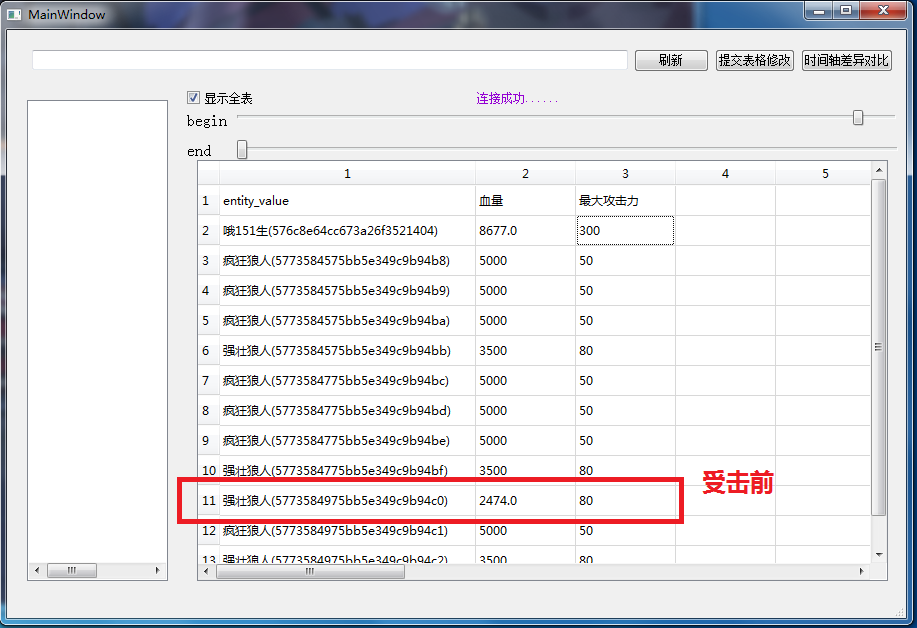 MainWindow
刷新
提交表格修改
时间轴差异对比
显示全表
连接成功......
begin
end
1 2 3 4 5
1 entity_value 血量 最大攻击力
2 哦151生(576c8e64cc673a26f3521404) 8677.0 300
3 疯狂狼人(5773584575bb5e349c9b94b8) 5000 50
4 疯狂狼人(5773584575bb5e349c9b94b9) 5000 50
5 疯狂狼人(5773584575bb5e349c9b94ba) 5000 50
6 强壮狼人(5773584575bb5e349c9b94bb) 3500 80
7 疯狂狼人(5773584775bb5e349c9b94bc) 5000 50
8 疯狂狼人(5773584775bb5e349c9b94bd) 5000 50
9 疯狂狼人(5773584775bb5e349c9b94be) 5000 50
10 强壮狼人(5773584775bb5e349c9b94bf) 3500 80
受击前
11 强壮狼人(5773584975bb5e349c9b94c0) 2474.0 80
12 疯狂狼人(5773584975bb5e349c9b94c1) 5000 50
13 强壮狼人(5773584975bb5e349c9b94c2) 3500 80